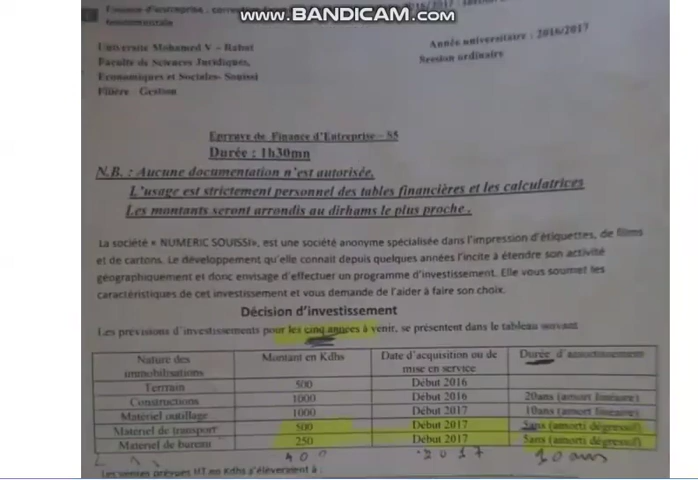 www.BANDICAM.com
Finance d'entreprise
2016/2017
fondamentale
Université Mohamed V - Rabat
Faculté de Sciences Juridiques,
Economiques et Sociales- Souissi
Filière Gestion
Année universitaire : 2016/2017
Session ordinaire
Epreuve de Finance d'Entreprise - S5
Durée : 1h30mn
N.B. : Aucune documentation n'est autorisée.
L'usage est strictement personnel des tables financières et les calculatrices
Les montants seront arrondis au dirhams le plus proche .
La société « NUMERIC SOUISSI», est une société anonyme spécialisée dans l'impression d'étiquettes, de films
et de cartons. Le développement qu'elle connait depuis quelques années l'incite à étendre son activité
géographiquement et donc envisage d'effectuer un programme d'investissement. Elle vous soumet les
caractéristiques de cet investissement et vous demande de l'aider à faire son choix.
Décision d'investissement
Les prévisions d'investissements pour les cinq années à venir, se présentent dans le tableau suivant
Nature des immobilisations Montant en Kdhs Date d'acquisition ou de mise en service Durée d'amortissement
Terrain 500 Début 2016
Constructions 1000 Début 2016 20ans (amort linéaire)
Matériel outillage 1000 Début 2017 10ans (amort linéaire)
Matériel de transport 500 Début 2017 5ans (amorti dégressif)
Matériel de bureau 250 Début 2017 5ans (amorti dégressif)
400 2017 10 ans
Les ventes prévues HT en Kdhs s'élèveraient à :